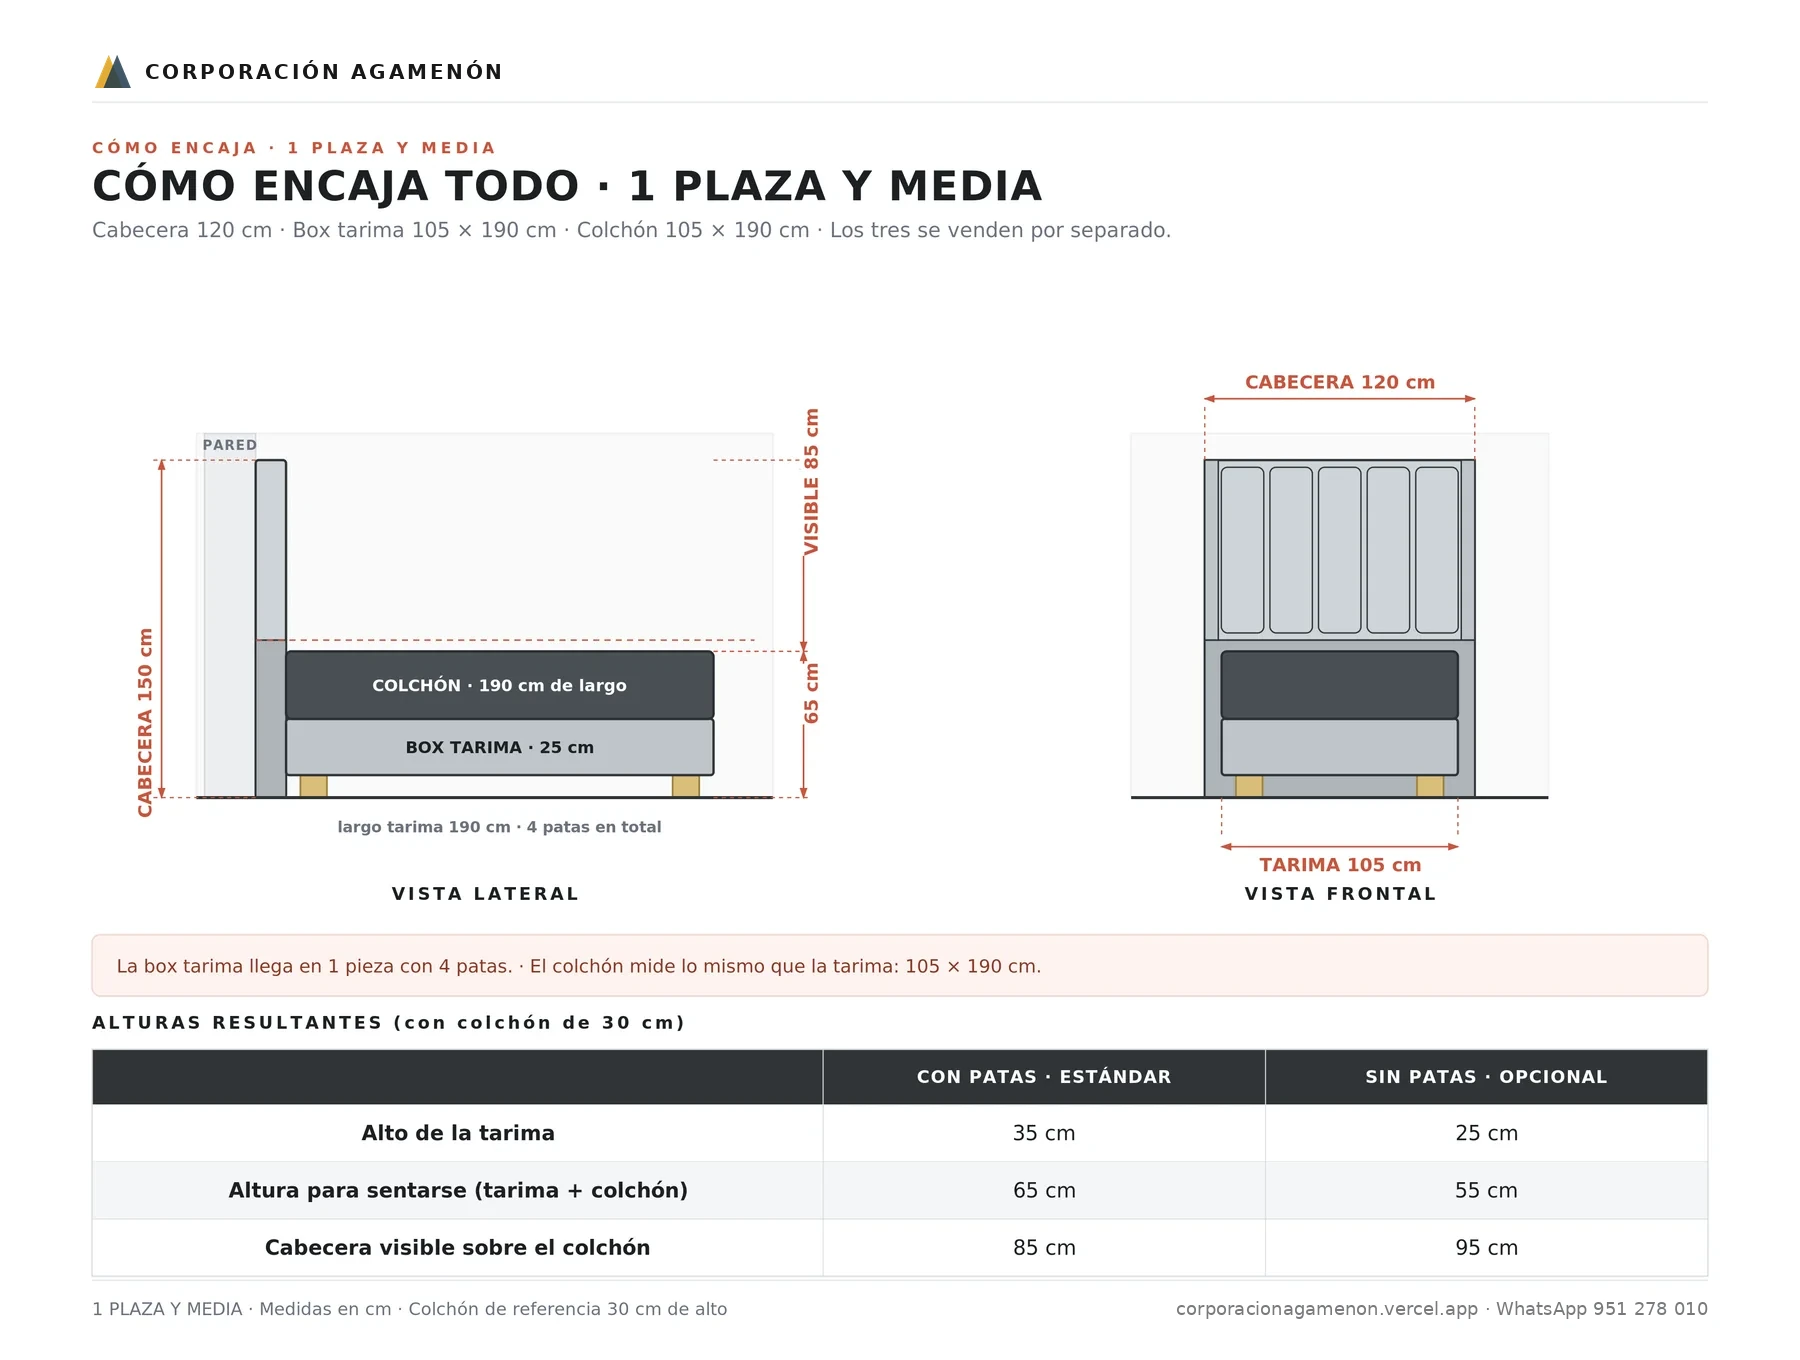 CORPORACIÓN AGAMENÓN
CÓMO ENCAJA · 1 PLAZA Y MEDIA
CÓMO ENCAJA TODO · 1 PLAZA Y MEDIA
Cabecera 120 cm · Box tarima 105 × 190 cm · Colchón 105 × 190 cm · Los tres se venden por separado.
PARED
CABECERA 150 cm
VISIBLE 85 cm
65 cm
COLCHÓN · 190 cm de largo
BOX TARIMA · 25 cm
largo tarima 190 cm · 4 patas en total
VISTA LATERAL
CABECERA 120 cm
TARIMA 105 cm
VISTA FRONTAL
La box tarima llega en 1 pieza con 4 patas. · El colchón mide lo mismo que la tarima: 105 × 190 cm.
ALTURAS RESULTANTES (con colchón de 30 cm)
CON PATAS · ESTÁNDAR SIN PATAS · OPCIONAL
Alto de la tarima 35 cm 25 cm
Altura para sentarse (tarima + colchón) 65 cm 55 cm
Cabecera visible sobre el colchón 85 cm 95 cm
1 PLAZA Y MEDIA · Medidas en cm · Colchón de referencia 30 cm de alto
corporacionagamenon.vercel.app · WhatsApp 951 278 010